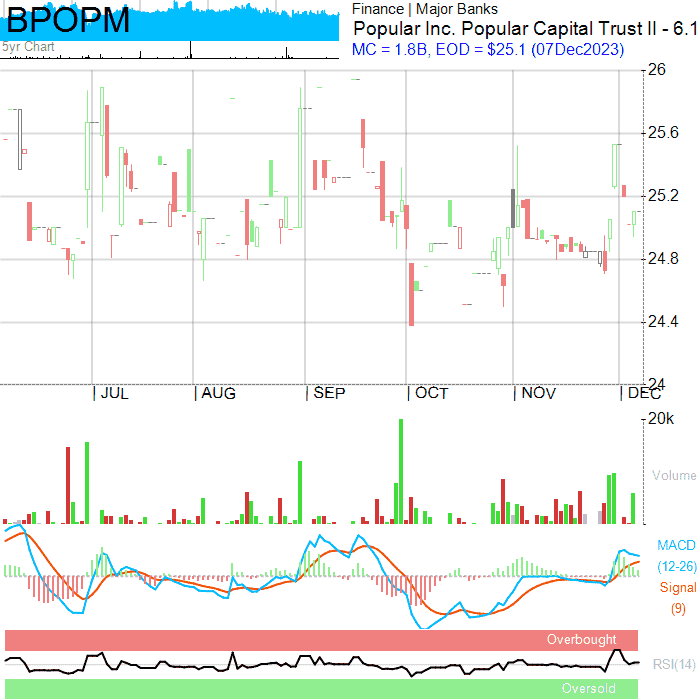 BPOPM
Finance | Major Banks
Popular Inc. Popular Capital Trust II - 6.1
MC = 1.8B, EOD = $25.1 (07Dec2023)
5yr Chart
26
25.6
25.2
24.8
24.4
24
| JUL | AUG | SEP | OCT | NOV | DEC
20k
Volume
MACD
(12-26)
Signal
(9)
Overbought
RSI(14)
Oversold